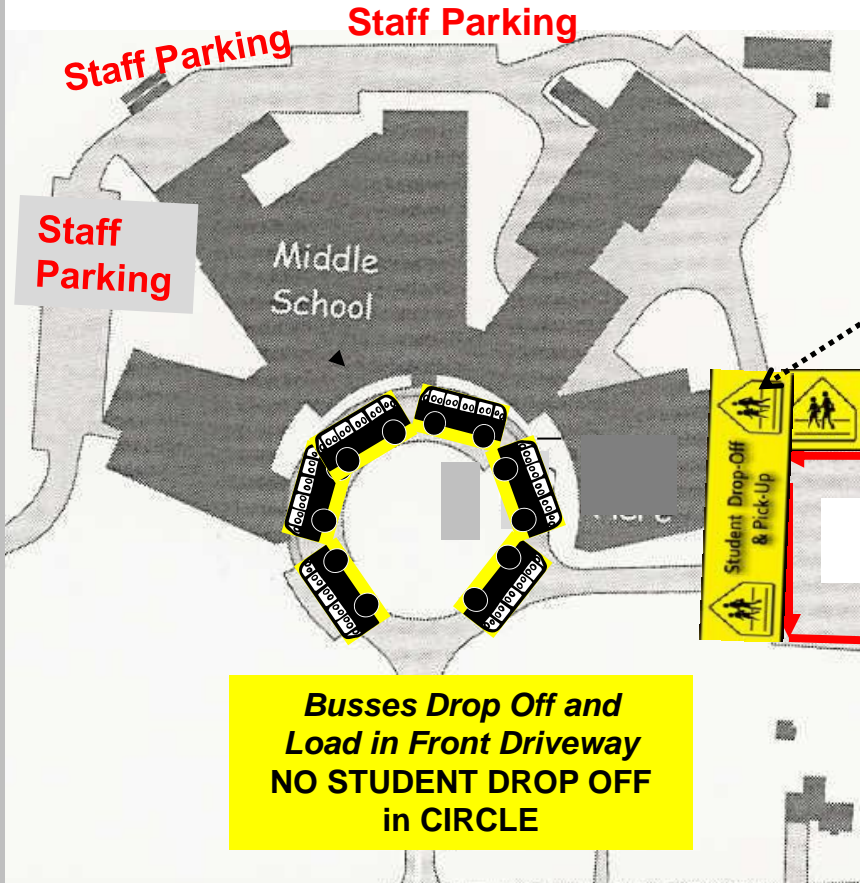 Staff Parking
Staff Parking
Staff
Parking
Middle
School
Student Drop-Off
& Pick-Up
Busses Drop Off and
Load in Front Driveway
NO STUDENT DROP OFF
in CIRCLE